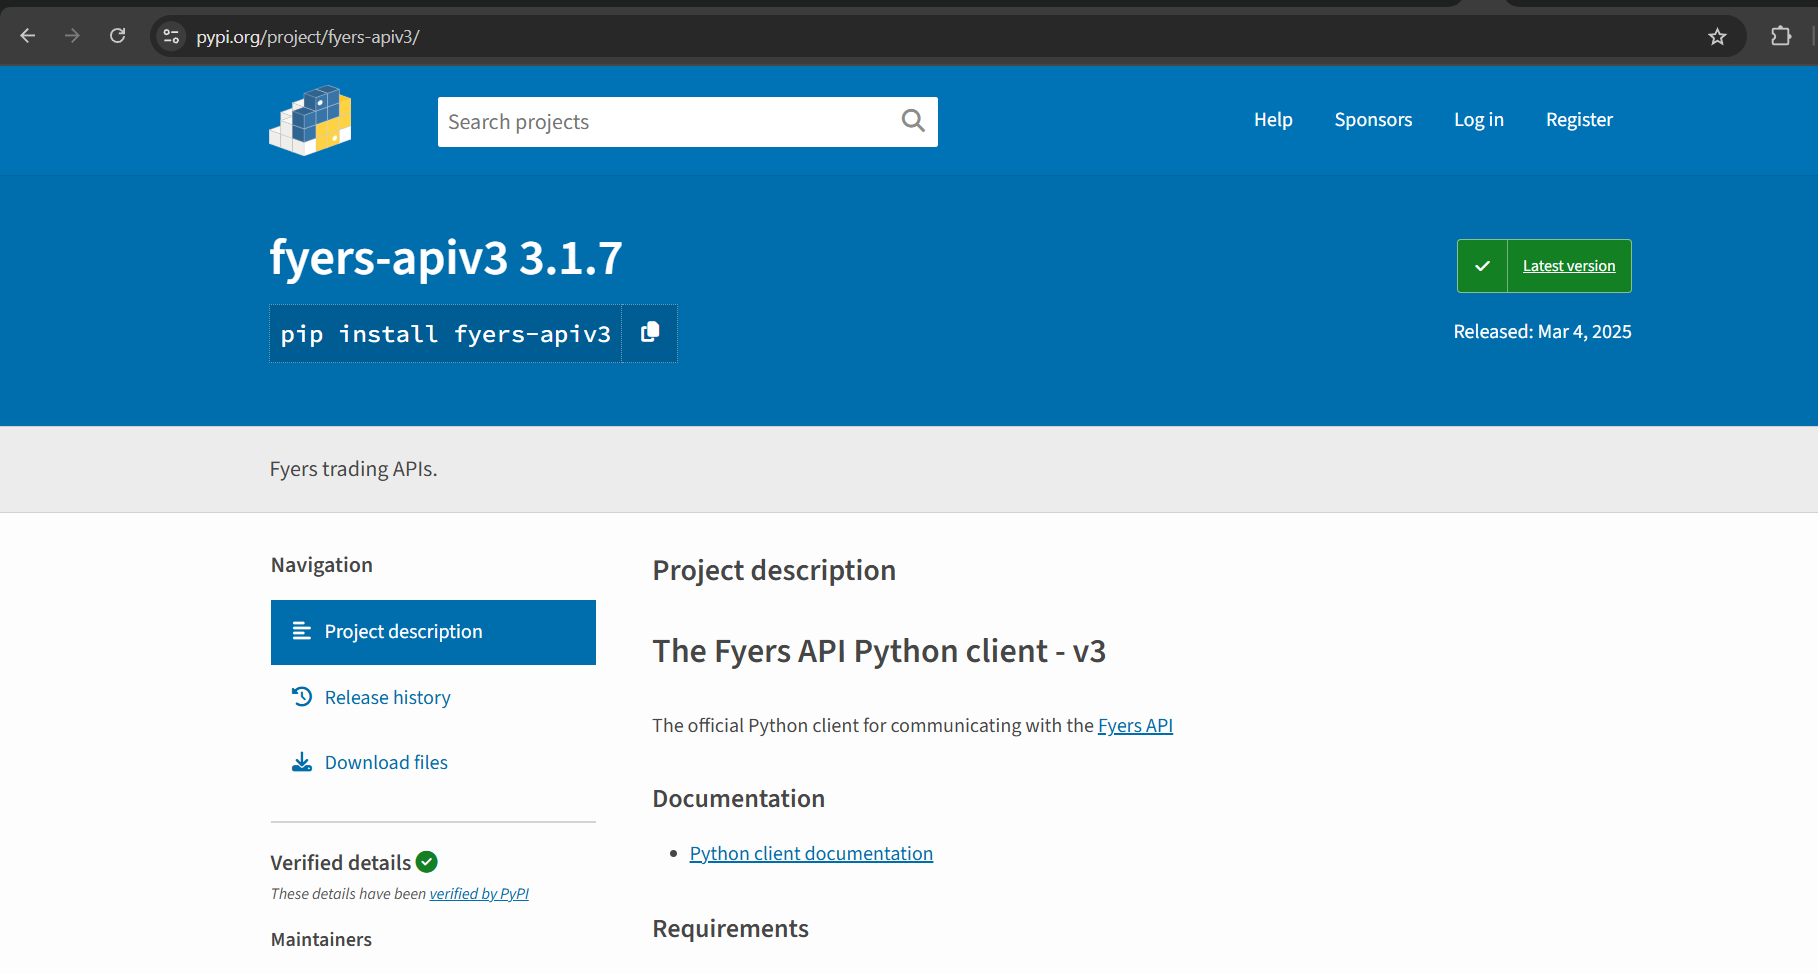 pypi.org/project/fyers-apiv3/
Search projects
Help
Sponsors
Log in
Register
fyers-apiv3 3.1.7
pip install fyers-apiv3
Latest version
Released: Mar 4, 2025
Fyers trading APIs.
Navigation
Project description
Release history
Download files
Verified details
These details have been verified by PyPI
Maintainers
Project description
The Fyers API Python client - v3
The official Python client for communicating with the Fyers API
Documentation
Python client documentation
Requirements